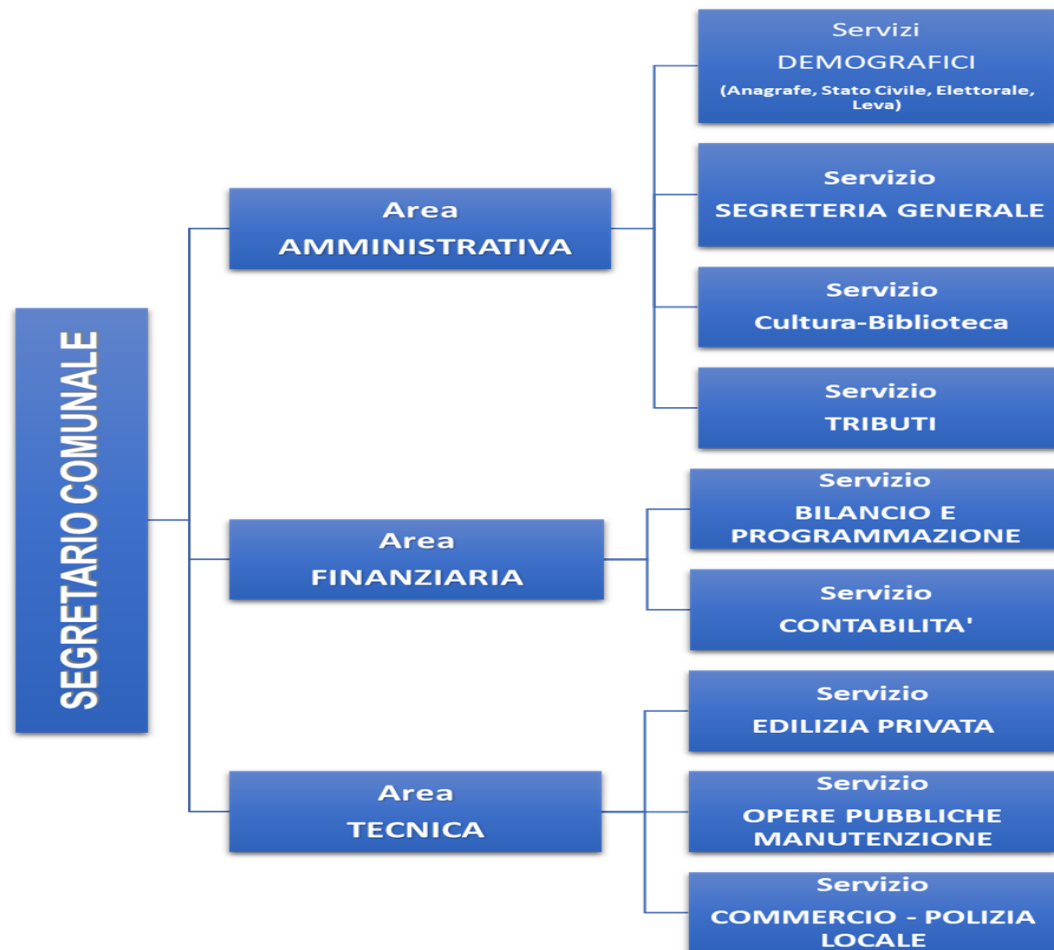 SEGRETARIO COMUNALE
Area
AMMINISTRATIVA
Servizi
DEMOGRAFICI
(Anagrafe, Stato Civile, Elettorale,
Leva)
Servizio
SEGRETERIA GENERALE
Servizio
Cultura-Biblioteca
Servizio
TRIBUTI
Area
FINANZIARIA
Servizio
BILANCIO E
PROGRAMMAZIONE
Servizio
CONTABILITA'
Area
TECNICA
Servizio
EDILIZIA PRIVATA
Servizio
OPERE PUBBLICHE
MANUTENZIONE
Servizio
COMMERCIO - POLIZIA
LOCALE